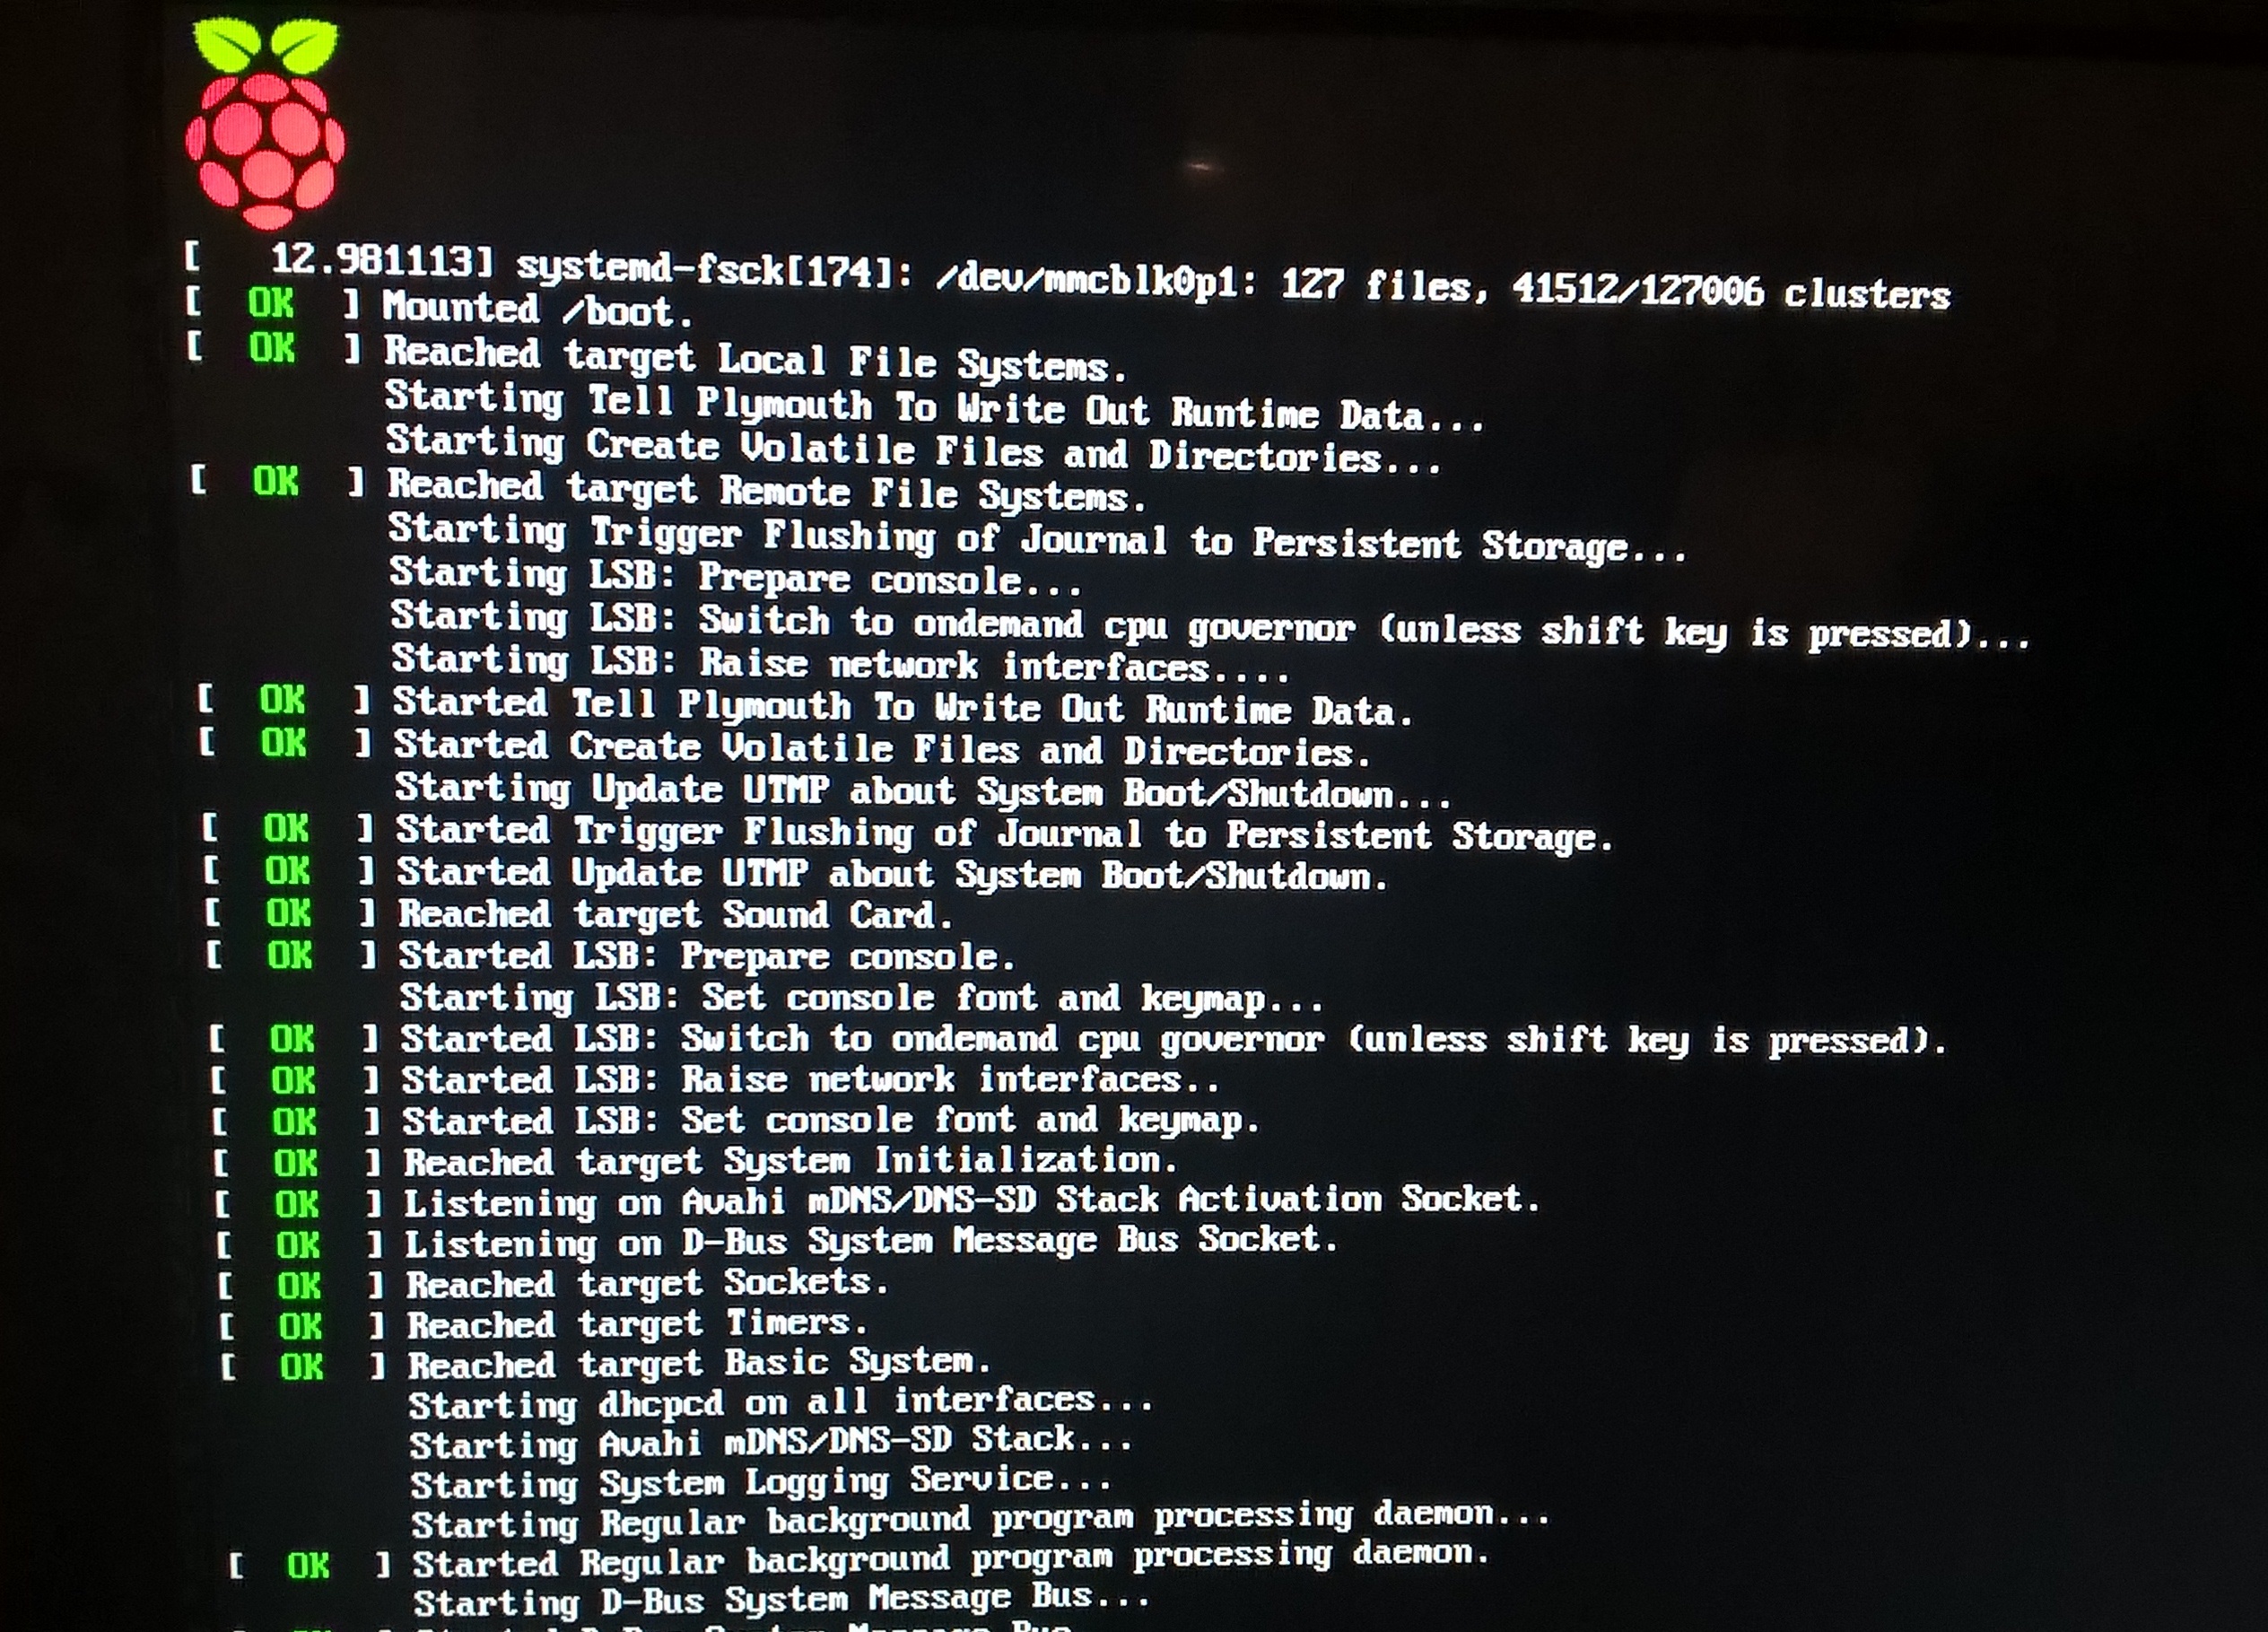 [   12.981113] systemd-fsck[174]: /dev/mmcblk0p1: 127 files, 41512/127006 clusters
[  OK  ] Mounted /boot.
[  OK  ] Reached target Local File Systems.
Starting Tell Plymouth To Write Out Runtime Data...
Starting Create Volatile Files and Directories...
[  OK  ] Reached target Remote File Systems.
Starting Trigger Flushing of Journal to Persistent Storage...
Starting LSB: Prepare console...
Starting LSB: Switch to ondemand cpu governor (unless shift key is pressed)...
Starting LSB: Raise network interfaces....
[  OK  ] Started Tell Plymouth To Write Out Runtime Data.
[  OK  ] Started Create Volatile Files and Directories.
Starting Update UTMP about System Boot/Shutdown...
[  OK  ] Started Trigger Flushing of Journal to Persistent Storage.
[  OK  ] Started Update UTMP about System Boot/Shutdown.
[  OK  ] Reached target Sound Card.
[  OK  ] Started LSB: Prepare console.
Starting LSB: Set console font and keymap...
[  OK  ] Started LSB: Switch to ondemand cpu governor (unless shift key is pressed).
[  OK  ] Started LSB: Raise network interfaces..
[  OK  ] Started LSB: Set console font and keymap.
[  OK  ] Reached target System Initialization.
[  OK  ] Listening on Avahi mDNS/DNS-SD Stack Activation Socket.
[  OK  ] Listening on D-Bus System Message Bus Socket.
[  OK  ] Reached target Sockets.
[  OK  ] Reached target Timers.
[  OK  ] Reached target Basic System.
Starting dhcpcd on all interfaces...
Starting Avahi mDNS/DNS-SD Stack...
Starting System Logging Service...
Starting Regular background program processing daemon...
[  OK  ] Started Regular background program processing daemon.
Starting D-Bus System Message Bus...